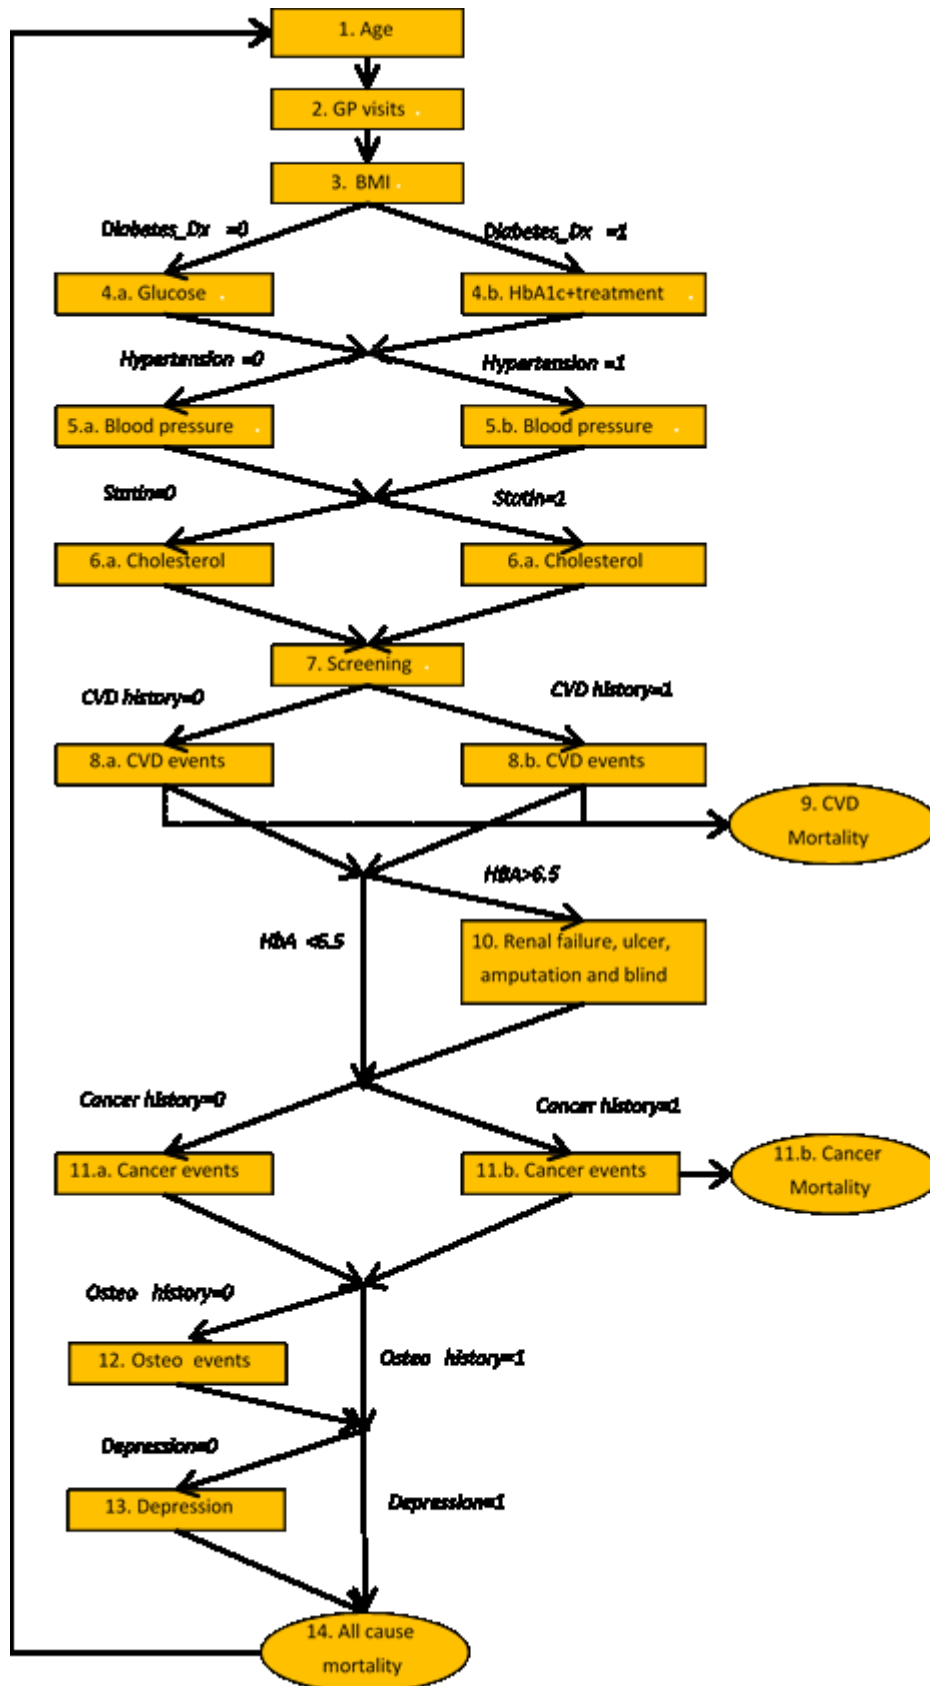 1. Age
2. GP visits .
3. BMI .
Diabetes_Dx =0
Diabetes_Dx =1
4.a. Glucose .
4.b. HbA1c+treatment .
Hypertension =0
Hypertension =1
5.a. Blood pressure .
5.b. Blood pressure .
Statin=0
Statin=1
6.a. Cholesterol
6.a. Cholesterol
7. Screening .
CVD history=0
CVD history=1
8.a. CVD events
8.b. CVD events
9. CVD
Mortality
HBA>6.5
HbA <6.5
10. Renal failure, ulcer,
amputation and blind
Cancer history=0
Cancer history=1
11.a. Cancer events
11.b. Cancer events
11.b. Cancer
Mortality
Osteo history=0
12. Osteo events
Osteo history=1
Depression=0
13. Depression
Depression=1
14. All cause
mortality